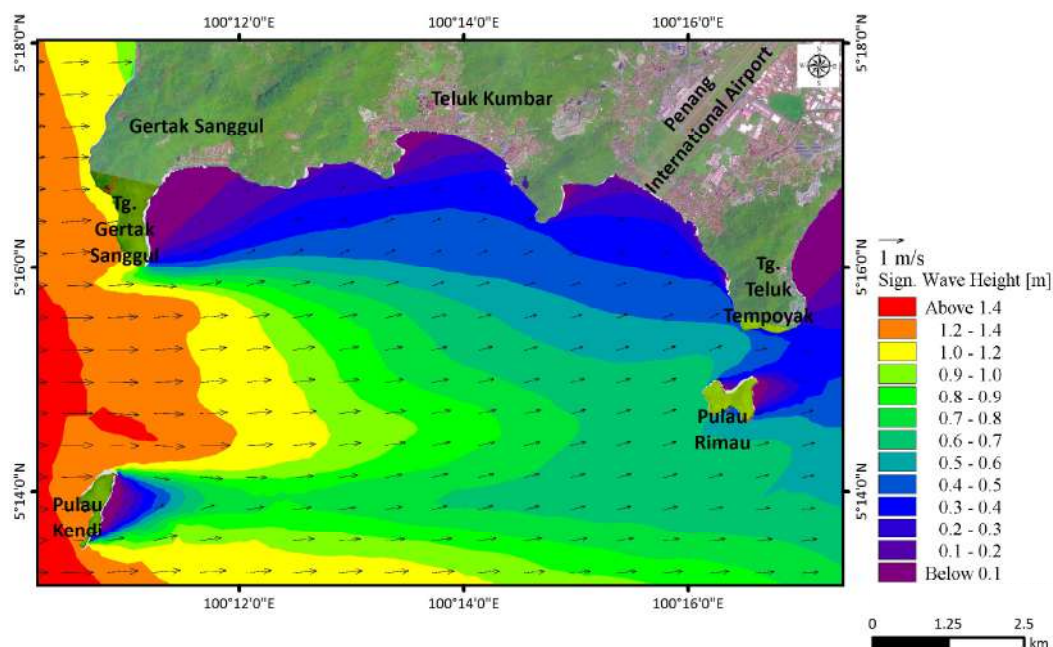 100°12'0"E
100°14'0"E
100°16'0"E
5°18'0"N
5°18'0"N
Teluk Kumbar
Gertak Sanggul
Penang
International Airport
Tg.
Gertak
Sanggul
5°16'0"N
5°16'0"N
Tg.
Teluk
Tempoyak
Pulau
Rimau
5°14'0"N
5°14'0"N
Pulau
Kendi
100°12'0"E
100°14'0"E
100°16'0"E
1 m/s
Sign. Wave Height [m]
Above 1.4
1.2 - 1.4
1.0 - 1.2
0.9 - 1.0
0.8 - 0.9
0.7 - 0.8
0.6 - 0.7
0.5 - 0.6
0.4 - 0.5
0.3 - 0.4
0.2 - 0.3
0.1 - 0.2
Below 0.1
0 1.25 2.5
km